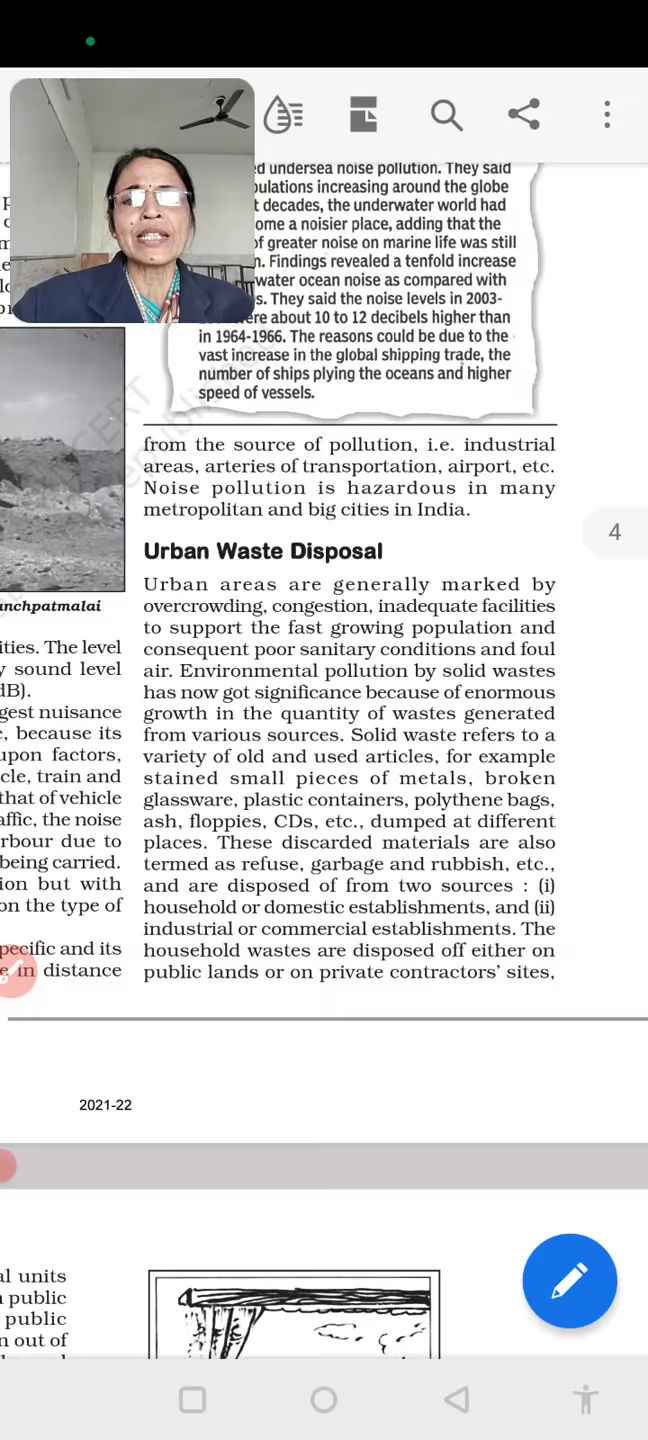 ed undersea noise pollution. They said
pulations increasing around the globe
t decades, the underwater world had
ome a noisier place, adding that the
of greater noise on marine life was still
n. Findings revealed a tenfold increase
water ocean noise as compared with
s. They said the noise levels in 2003-
ere about 10 to 12 decibels higher than
in 1964-1966. The reasons could be due to the
vast increase in the global shipping trade, the
number of ships plying the oceans and higher
speed of vessels.
from the source of pollution, i.e. industrial
areas, arteries of transportation, airport, etc.
Noise pollution is hazardous in many
metropolitan and big cities in India.
4
Urban Waste Disposal
Urban areas are generally marked by
overcrowding, congestion, inadequate facilities
to support the fast growing population and
consequent poor sanitary conditions and foul
air. Environmental pollution by solid wastes
has now got significance because of enormous
growth in the quantity of wastes generated
from various sources. Solid waste refers to a
variety of old and used articles, for example
stained small pieces of metals, broken
glassware, plastic containers, polythene bags,
ash, floppies, CDs, etc., dumped at different
places. These discarded materials are also
termed as refuse, garbage and rubbish, etc.,
and are disposed of from two sources : (i)
household or domestic establishments, and (ii)
industrial or commercial establishments. The
household wastes are disposed off either on
public lands or on private contractors' sites,
anchpatmalai
ities. The level
y sound level
dB).
gest nuisance
c, because its
upon factors,
cle, train and
that of vehicle
affic, the noise
rbour due to
being carried.
ion but with
on the type of
pecific and its
e in distance
2021-22
al units
n public
public
n out of